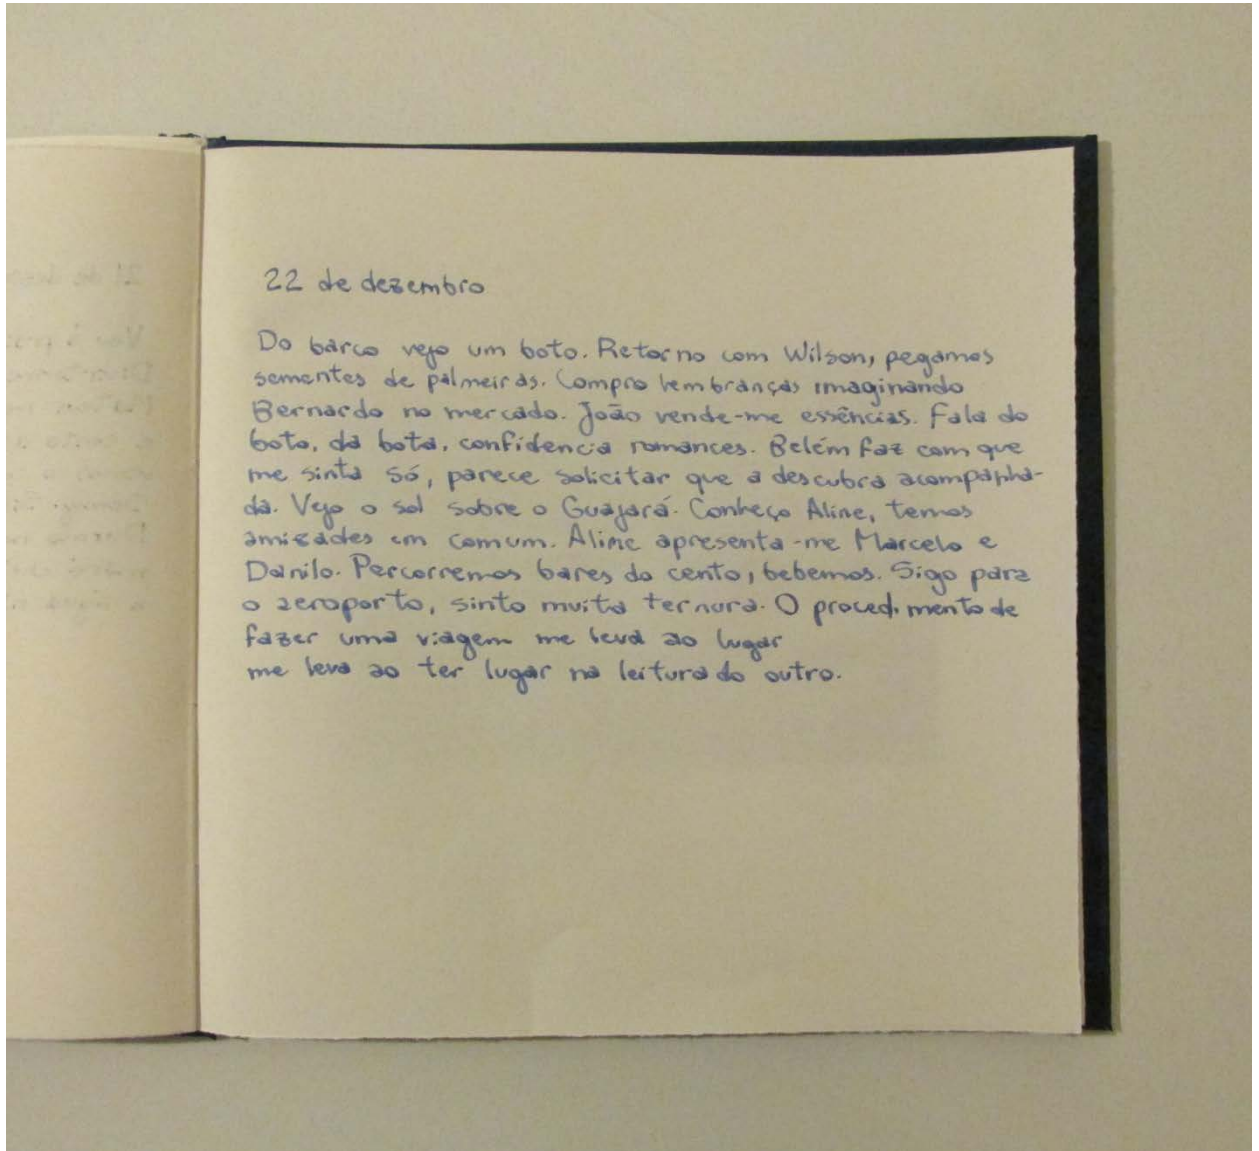 22 de dezembro
Do barco vejo um boto. Retorno com Wilson, pegamos
sementes de palmeiras. Compro lembranças imaginando
Bernardo no mercado. João vende-me essências. Fala do
boto, da bota, confidencia romances. Belém faz com que
me sinta só, parece solicitar que a descubra acompanha-
da. Vejo o sol sobre o Guajará. Conheço Aline, temos
amizades em comum. Aline apresenta-me Marcelo e
Danilo. Percorremos bares do cento, bebemos. Sigo para
o aeroporto, sinto muita ternura. O procedimento de
fazer uma viagem me leva ao lugar
me leva ao ter lugar na leitura do outro.